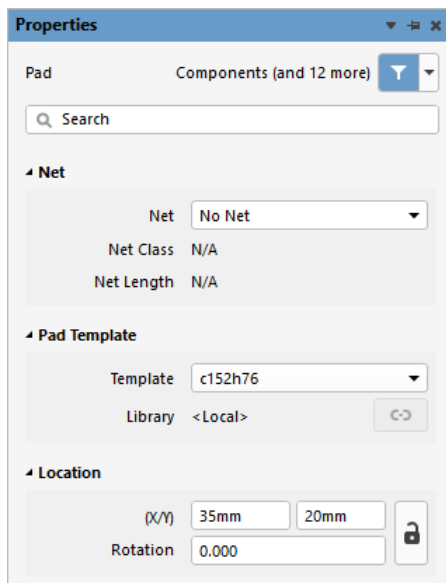 Properties
Pad Components (and 12 more)
Search
Net
Net No Net
Net Class N/A
Net Length N/A
Pad Template
Template c152h76
Library <Local>
Location
(X/Y) 35mm 20mm
Rotation 0.000